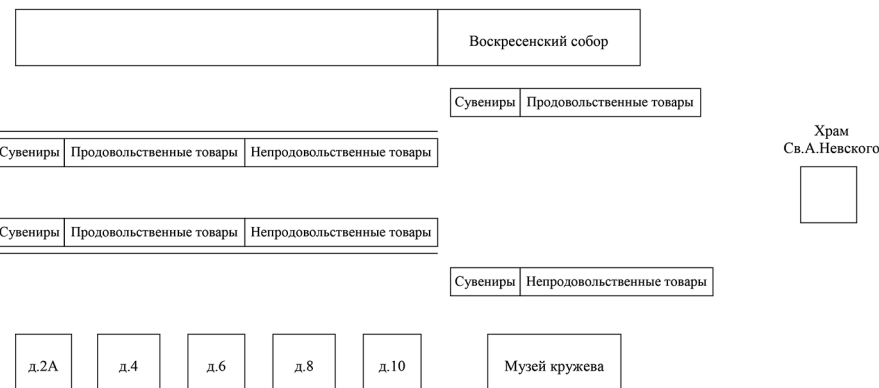 Воскресенский собор
Сувениры Продовольственные товары
Храм
Св.А.Невского
Сувениры Продовольственные товары Непродовольственные товары
Сувениры Продовольственные товары Непродовольственные товары
Сувениры Непродовольственные товары
д.2А д.4 д.6 д.8 д.10 Музей кружева